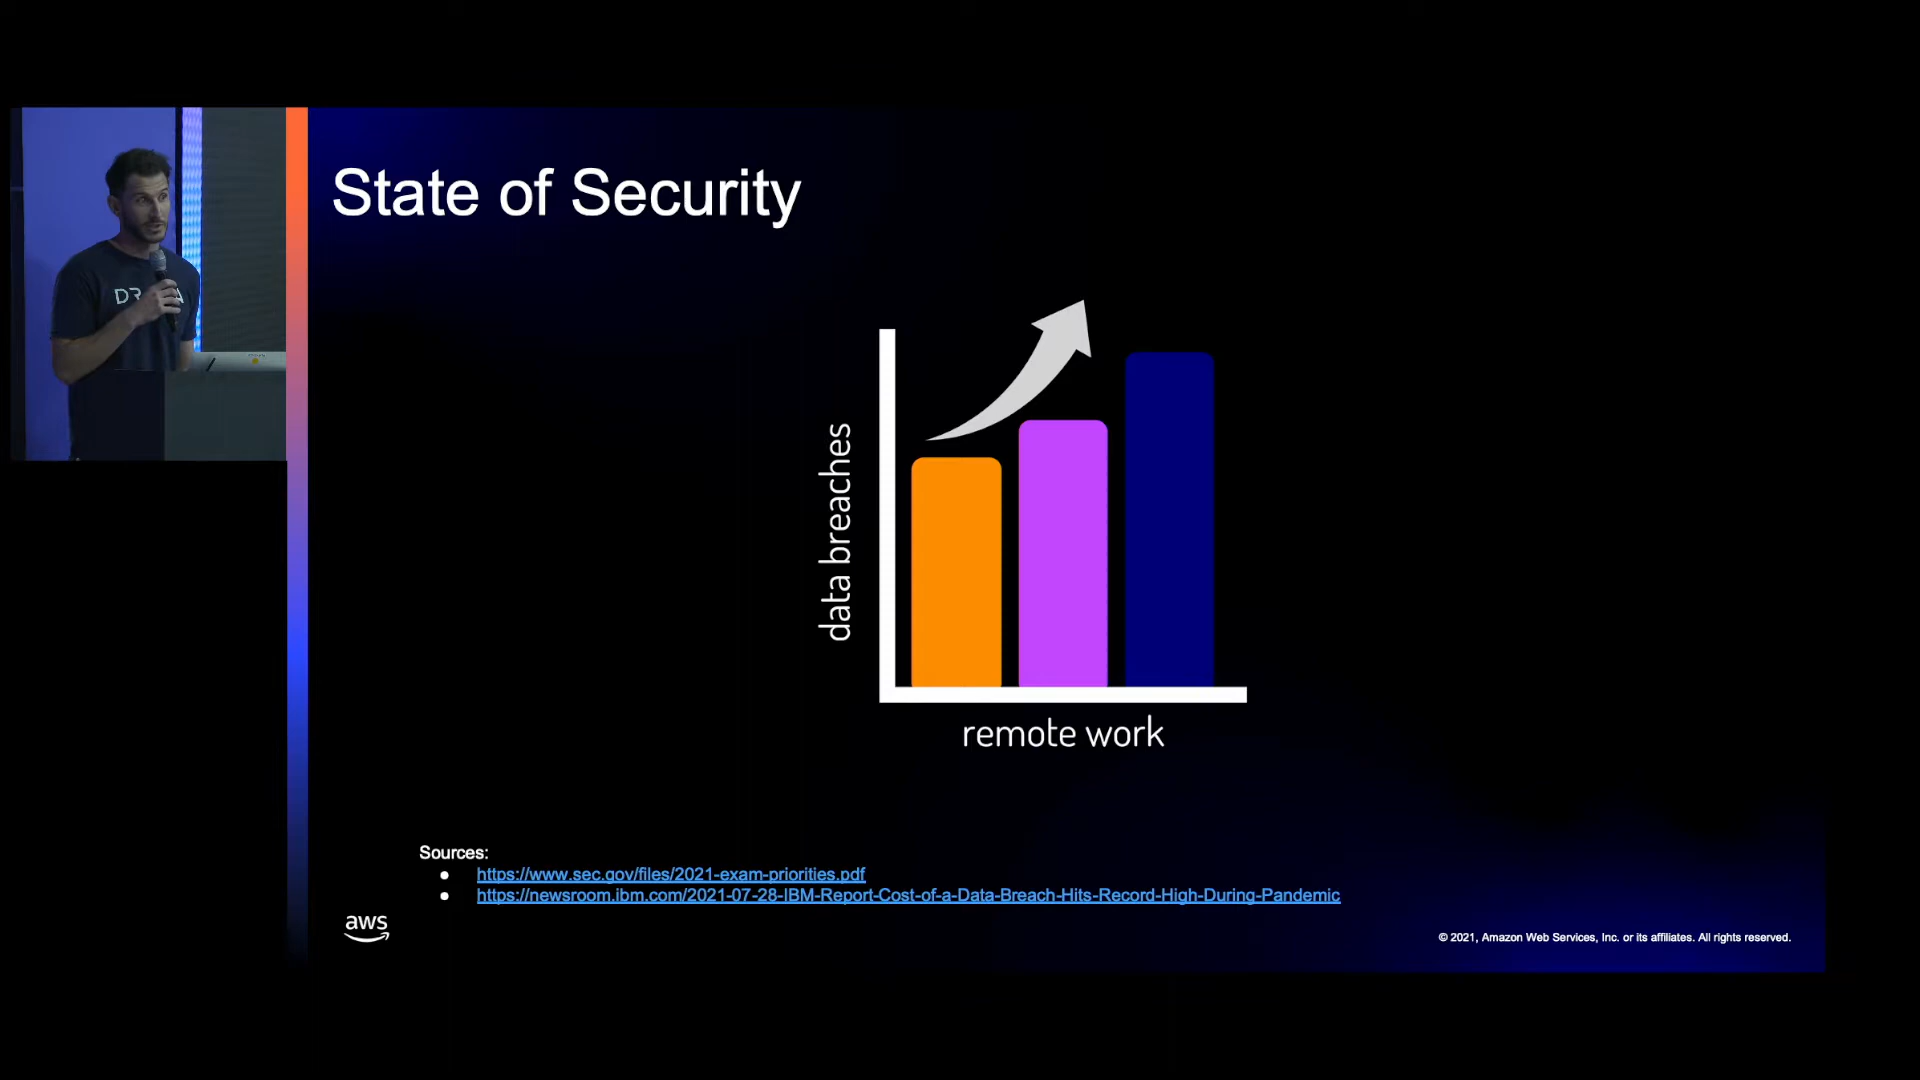 State of Security
data breaches
remote work
Sources:
https://www.sec.gov/files/2021-exam-priorities.pdf
https://newsroom.ibm.com/2021-07-28-IBM-Report-Cost-of-a-Data-Breach-Hits-Record-High-During-Pandemic
aws
© 2021, Amazon Web Services, Inc. or its affiliates. All rights reserved.